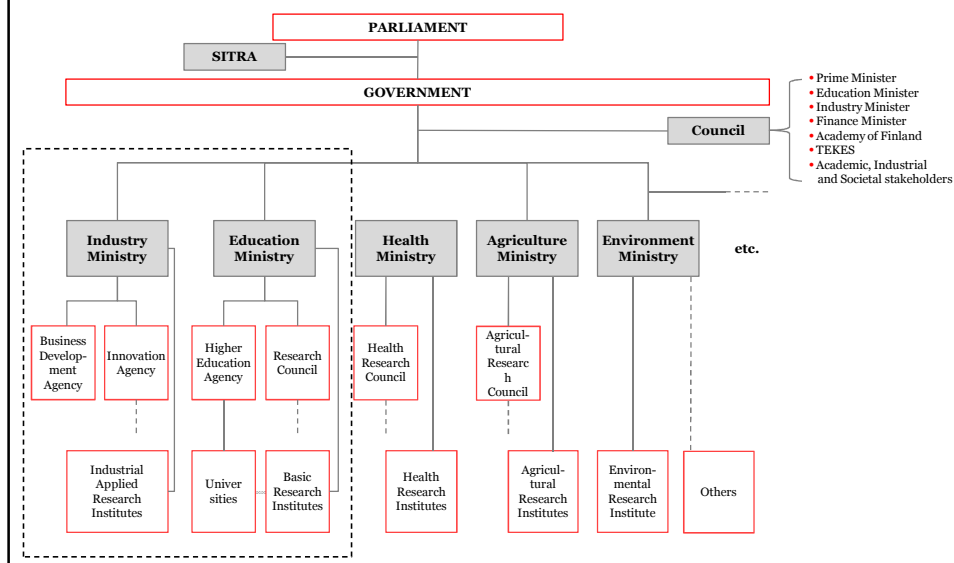 PARLIAMENT
SITRA
GOVERNMENT
Council
• Prime Minister
• Education Minister
• Industry Minister
• Finance Minister
• Academy of Finland
• TEKES
• Academic, Industrial
and Societal stakeholders
Industry
Ministry
Education
Ministry
Health
Ministry
Agriculture
Ministry
Environment
Ministry
etc.
Business
Develop-
ment
Agency
Innovation
Agency
Higher
Education
Agency
Research
Council
Health
Research
Council
Agricul-
tural
Researc
h
Council
Industrial
Applied
Research
Institutes
Univer
sities
Basic
Research
Institutes
Health
Research
Institutes
Agricul-
tural
Research
Institutes
Environ-
mental
Research
Institute
Others